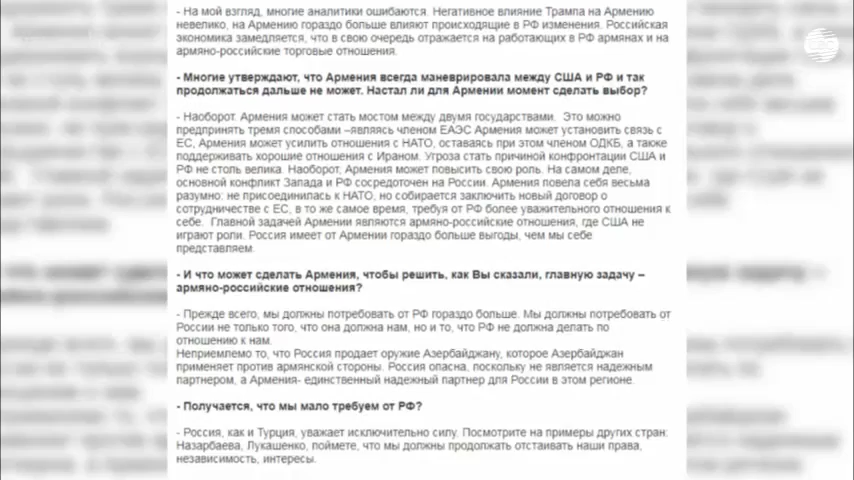 - На мой взгляд, многие аналитики ошибаются. Негативное влияние Трампа на Армению
невелико, на Армению гораздо больше влияют происходящие в РФ изменения. Российская
экономика замедляется, что в свою очередь отражается на работающих в РФ армянах и на
армяно-российские торговые отношения.
- Многие утверждают, что Армения всегда маневрировала между США и РФ и так
продолжаться дальше не может. Настал ли для Армении момент сделать выбор?
- Наоборот. Армения может стать мостом между двумя государствами. Это можно
предпринять тремя способами –являясь членом ЕАЭС Армения может установить связь с
ЕС, Армения может усилить отношения с НАТО, оставаясь при этом членом ОДКБ, а также
поддерживать хорошие отношения с Ираном. Угроза стать причиной конфронтации США и
РФ не столь велика. Наоборот, Армения может повысить свою роль. На самом деле,
основной конфликт Запада и РФ сосредоточен на России. Армения повела себя весьма
разумно: не присоединилась к НАТО, но собирается заключить новый договор о
сотрудничестве с ЕС, в то же самое время, требуя от РФ более уважительного отношения к
себе. Главной задачей Армении являются армяно-российские отношения, где США не
играют роли. Россия имеет от Армении гораздо больше выгоды, чем мы себе
представляем.
- И что может сделать Армения, чтобы решить, как Вы сказали, главную задачу –
армяно-российские отношения?
- Прежде всего, мы должны потребовать от РФ гораздо больше. Мы должны потребовать от
России не только того, что она должна нам, но и то, что РФ не должна делать по
отношению к нам.
Неприемлемо то, что Россия продает оружие Азербайджану, которое Азербайджан
применяет против армянской стороны. Россия опасна, поскольку не является надежным
партнером, а Армения- единственный надежный партнер для России в этом регионе.
- Получается, что мы мало требуем от РФ?
- Россия, как и Турция, уважает исключительно силу. Посмотрите на примеры других стран:
Назарбаева, Лукашенко, поймете, что мы должны продолжать отстаивать наши права,
независимость, интересы.